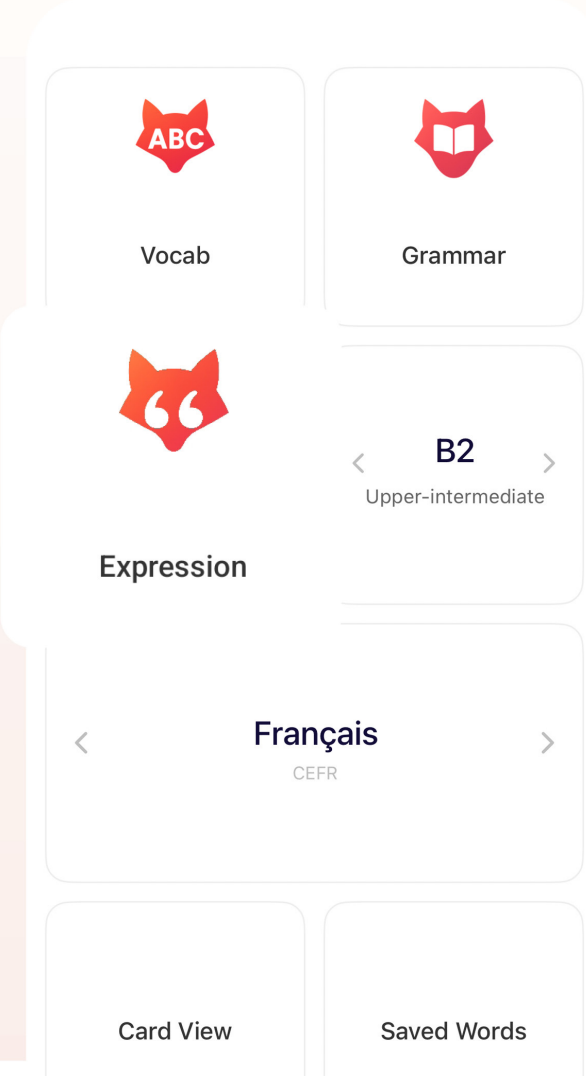 ABC
Vocab
Grammar
Expression
B2
Upper-intermediate
Français
CEFR
Card View
Saved Words